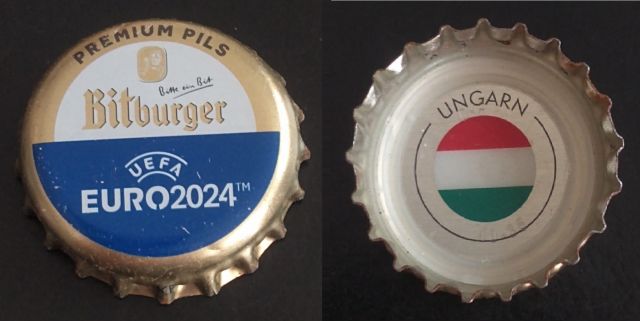 PREMIUM PILS
Bitte ein Bit
Bitburger
UEFA
EURO2024™
UNGARN